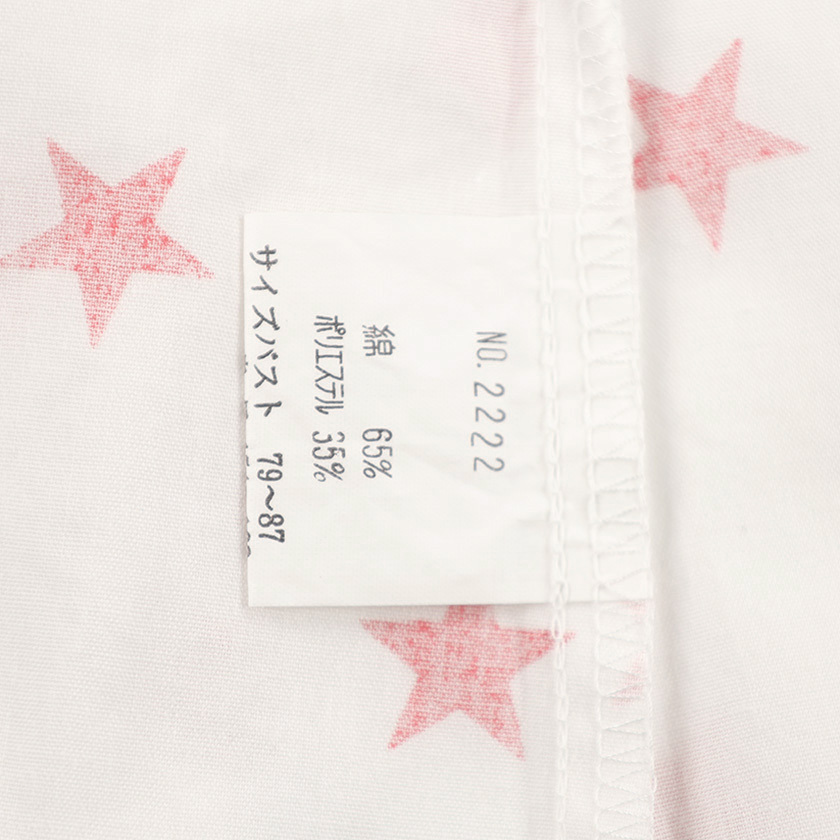 NO. 2222
綿 65%
ポリエステル 35%
サイズバスト 79~87